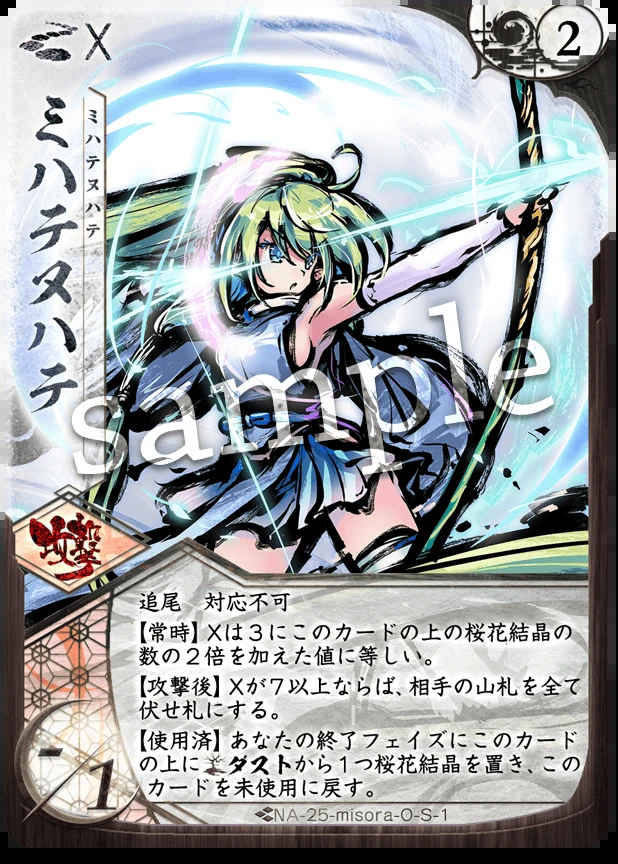 X
2
ミハテヌハテ
ミハテヌハテ
sample
攻撃
追尾　対応不可
【常時】Xは3にこのカードの上の桜花結晶の
数の2倍を加えた値に等しい。
【攻撃後】Xが7以上ならば、相手の山札を全て
伏せ札にする。
【使用済】あなたの終了フェイズにこのカード
の上にダストから1つ桜花結晶を置き、この
カードを未使用に戻す。
-/1
NA-25-misora-O-S-1